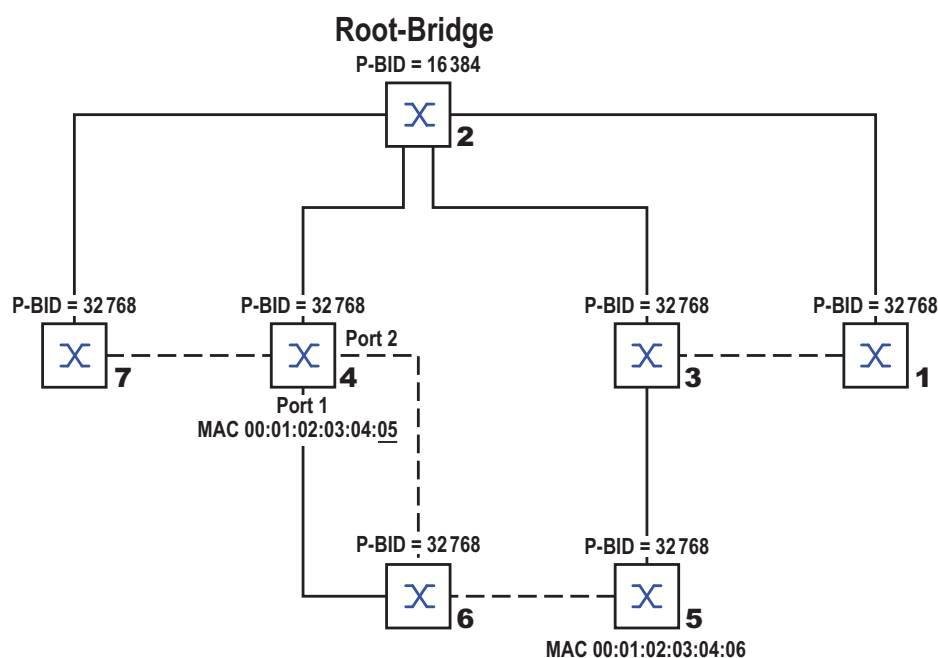 Root-Bridge
P-BID = 16 384
2
P-BID = 32 768
P-BID = 32 768
P-BID = 32 768
P-BID = 32 768
7
4
Port 2
3
1
Port 1
MAC 00:01:02:03:04:05
P-BID = 32 768
P-BID = 32 768
6
5
MAC 00:01:02:03:04:06